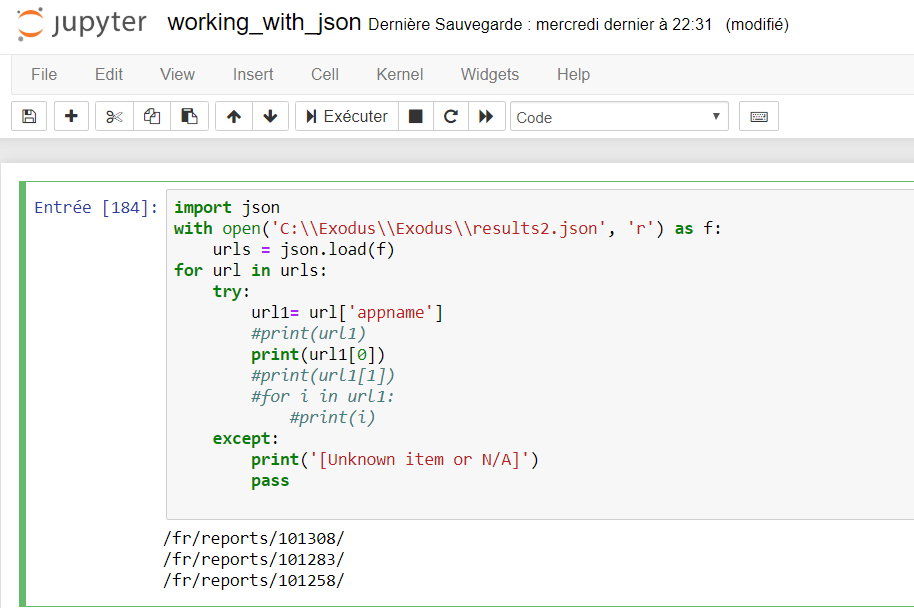 jupyter working_with_json Dernière Sauvegarde : mercredi dernier à 22:31 (modifié)
File Edit View Insert Cell Kernel Widgets Help
Exécuter Code
Entrée [184]: import json
with open('C:\\Exodus\\Exodus\\results2.json', 'r') as f:
    urls = json.load(f)
for url in urls:
    try:
        url1= url['appname']
        #print(url1)
        print(url1[0])
        #print(url1[1])
        #for i in url1:
            #print(i)
    except:
        print('[Unknown item or N/A]')
        pass
/fr/reports/101308/
/fr/reports/101283/
/fr/reports/101258/